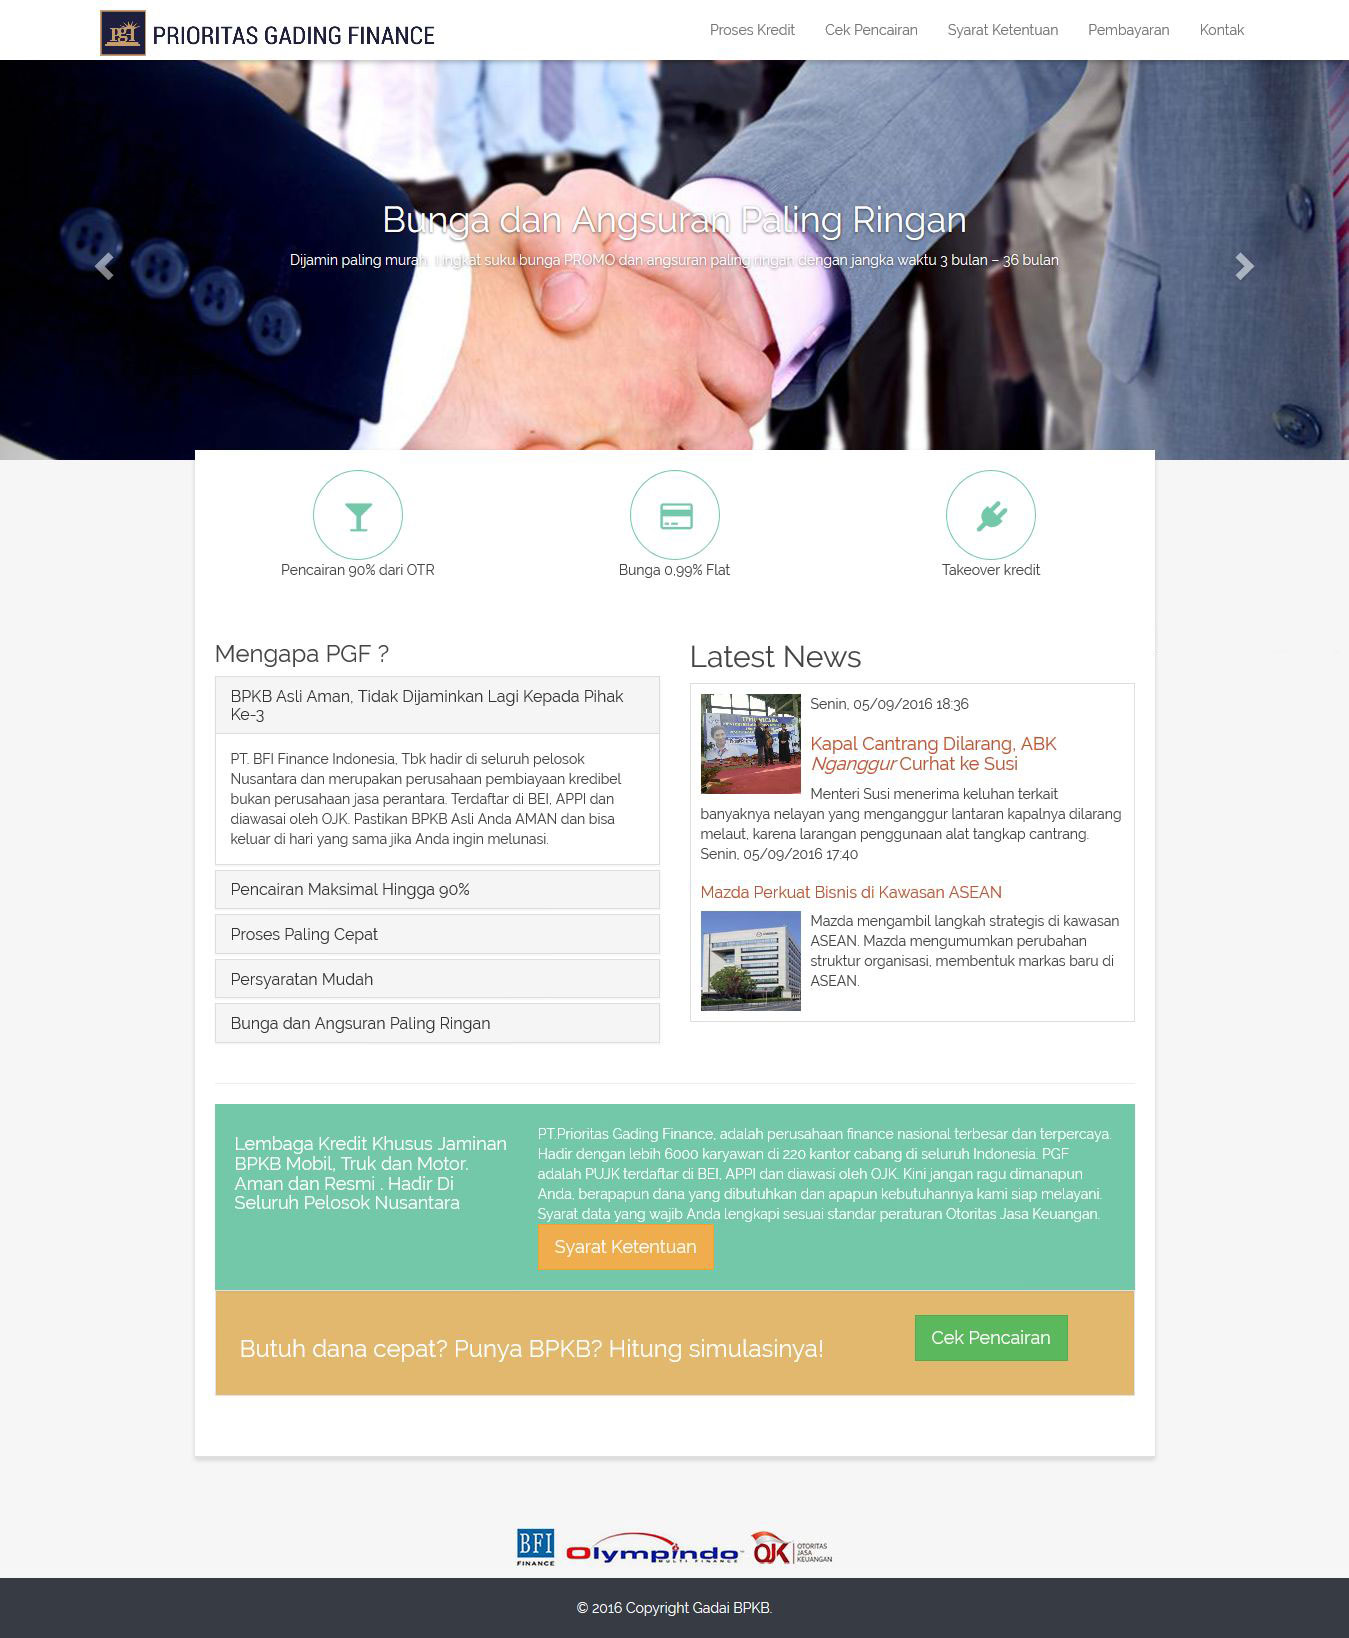 PGF PRIORITAS GADING FINANCE
Proses Kredit Cek Pencairan Syarat Ketentuan Pembayaran Kontak
Bunga dan Angsuran Paling Ringan
Dijamin paling murah. Tingkat suku bunga PROMO dan angsuran paling ringan dengan jangka waktu 3 bulan – 36 bulan
Pencairan 90% dari OTR
Bunga 0,99% Flat
Takeover kredit
Mengapa PGF ?
BPKB Asli Aman, Tidak Dijaminkan Lagi Kepada Pihak
Ke-3
PT. BFI Finance Indonesia, Tbk hadir di seluruh pelosok
Nusantara dan merupakan perusahaan pembiayaan kredibel
bukan perusahaan jasa perantara. Terdaftar di BEI, APPI dan
diawasai oleh OJK. Pastikan BPKB Asli Anda AMAN dan bisa
keluar di hari yang sama jika Anda ingin melunasi.
Pencairan Maksimal Hingga 90%
Proses Paling Cepat
Persyaratan Mudah
Bunga dan Angsuran Paling Ringan
Latest News
Senin, 05/09/2016 18:36
Kapal Cantrang Dilarang, ABK
Nganggur Curhat ke Susi
Menteri Susi menerima keluhan terkait
banyaknya nelayan yang menganggur lantaran kapalnya dilarang
melaut, karena larangan penggunaan alat tangkap cantrang.
Senin, 05/09/2016 17:40
Mazda Perkuat Bisnis di Kawasan ASEAN
Mazda mengambil langkah strategis di kawasan
ASEAN. Mazda mengumumkan perubahan
struktur organisasi, membentuk markas baru di
ASEAN.
Lembaga Kredit Khusus Jaminan
BPKB Mobil, Truk dan Motor.
Aman dan Resmi . Hadir Di
Seluruh Pelosok Nusantara
PT.Prioritas Gading Finance, adalah perusahaan finance nasional terbesar dan terpercaya.
Hadir dengan lebih 6000 karyawan di 220 kantor cabang di seluruh Indonesia. PGF
adalah PUJK terdaftar di BEI, APPI dan diawasi oleh OJK. Kini jangan ragu dimanapun
Anda, berapapun dana yang dibutuhkan dan apapun kebutuhannya kami siap melayani.
Syarat data yang wajib Anda lengkapi sesuai standar peraturan Otoritas Jasa Keuangan.
Syarat Ketentuan
Butuh dana cepat? Punya BPKB? Hitung simulasinya!
Cek Pencairan
BFI
FINANCE
Olympindo
MULTI FINANCE
OJK
OTORITAS
JASA
KEUANGAN
© 2016 Copyright Gadai BPKB.